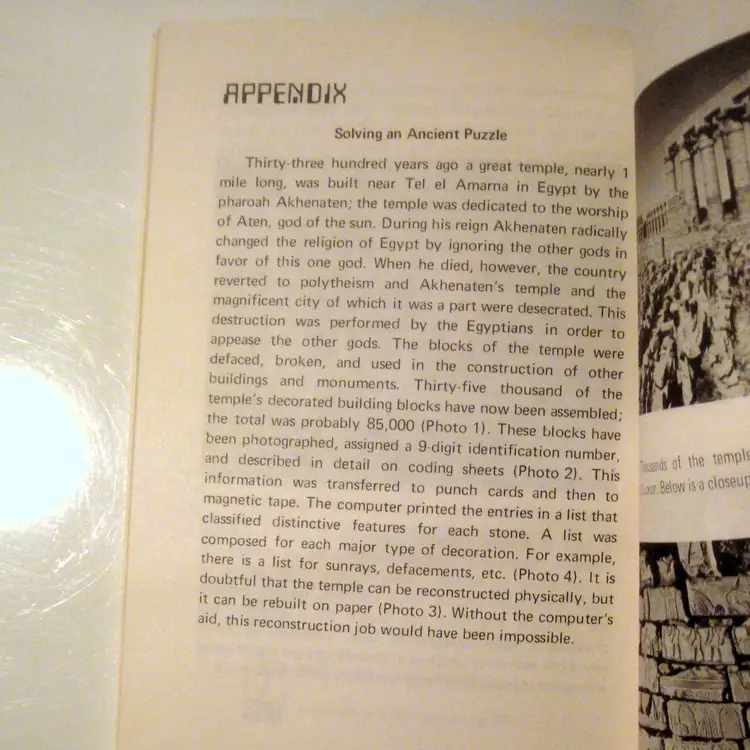 APPENDIX
Solving an Ancient Puzzle
Thirty-three hundred years ago a great temple, nearly 1
mile long, was built near Tel el Amarna in Egypt by the
pharoah Akhenaten; the temple was dedicated to the worship
of Aten, god of the sun. During his reign Akhenaten radically
changed the religion of Egypt by ignoring the other gods in
favor of this one god. When he died, however, the country
reverted to polytheism and Akhenaten's temple and the
magnificent city of which it was a part were desecrated. This
destruction was performed by the Egyptians in order to
appease the other gods. The blocks of the temple were
defaced, broken, and used in the construction of other
buildings and monuments. Thirty-five thousand of the
temple's decorated building blocks have now been assembled;
the total was probably 85,000 (Photo 1). These blocks have
been photographed, assigned a 9-digit identification number,
and described in detail on coding sheets (Photo 2). This
information was transferred to punch cards and then to
magnetic tape. The computer printed the entries in a list that
classified distinctive features for each stone. A list was
composed for each major type of decoration. For example,
there is a list for sunrays, defacements, etc. (Photo 4). It is
doubtful that the temple can be reconstructed physically, but
it can be rebuilt on paper (Photo 3). Without the computer's
aid, this reconstruction job would have been impossible.
Thousands of the temple
Luxor. Below is a closeup